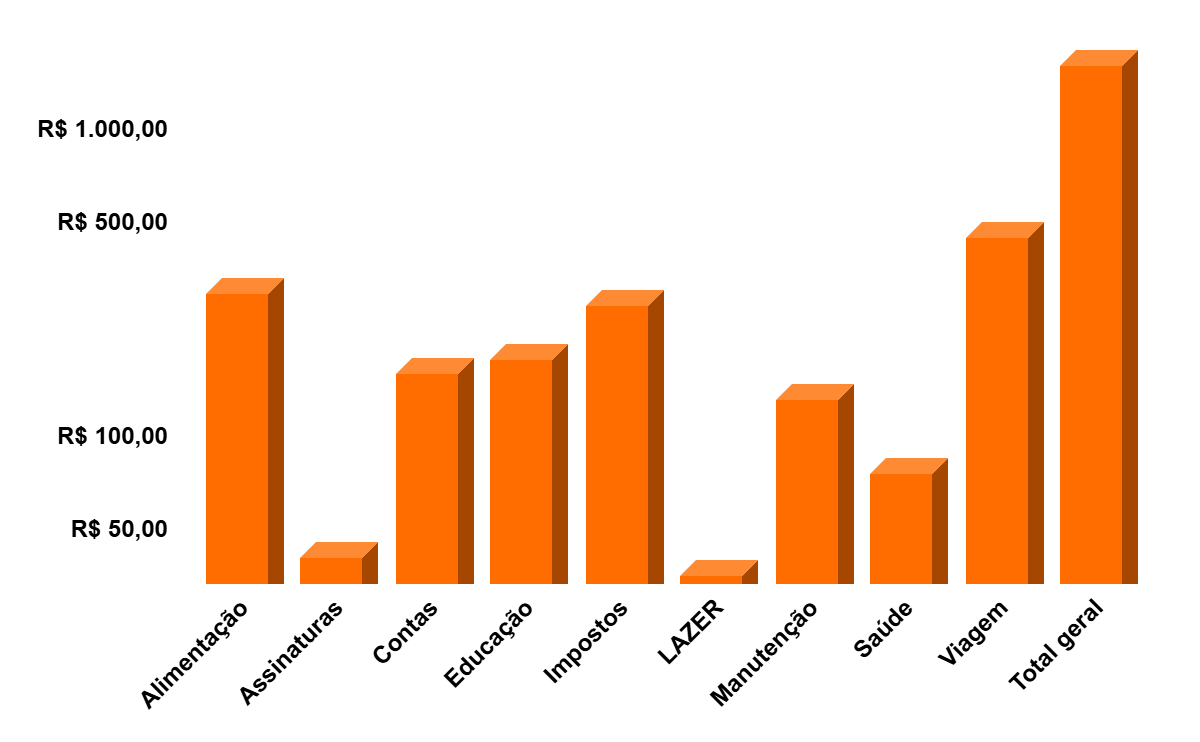 R$ 1.000,00
R$ 500,00
R$ 100,00
R$ 50,00
Alimentação
Assinaturas
Contas
Educação
Impostos
LAZER
Manutenção
Saúde
Viagem
Total geral